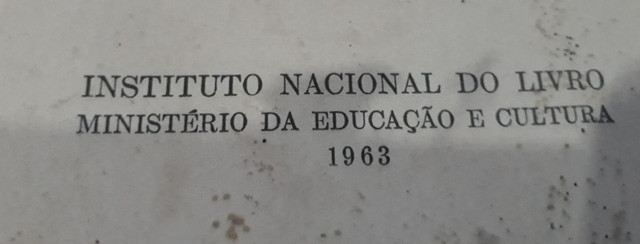 INSTITUTO NACIONAL DO LIVRO
MINISTÉRIO DA EDUCAÇÃO E CULTURA
1963